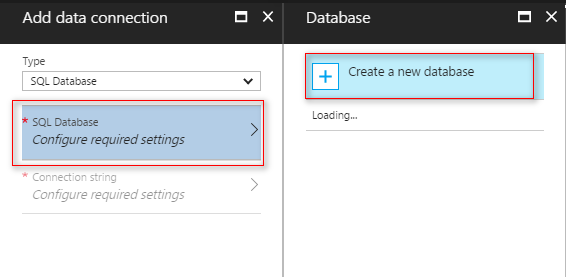 Add data connection
Type
SQL Database
* SQL Database
Configure required settings
* Connection string
Configure required settings
Database
Create a new database
Loading...